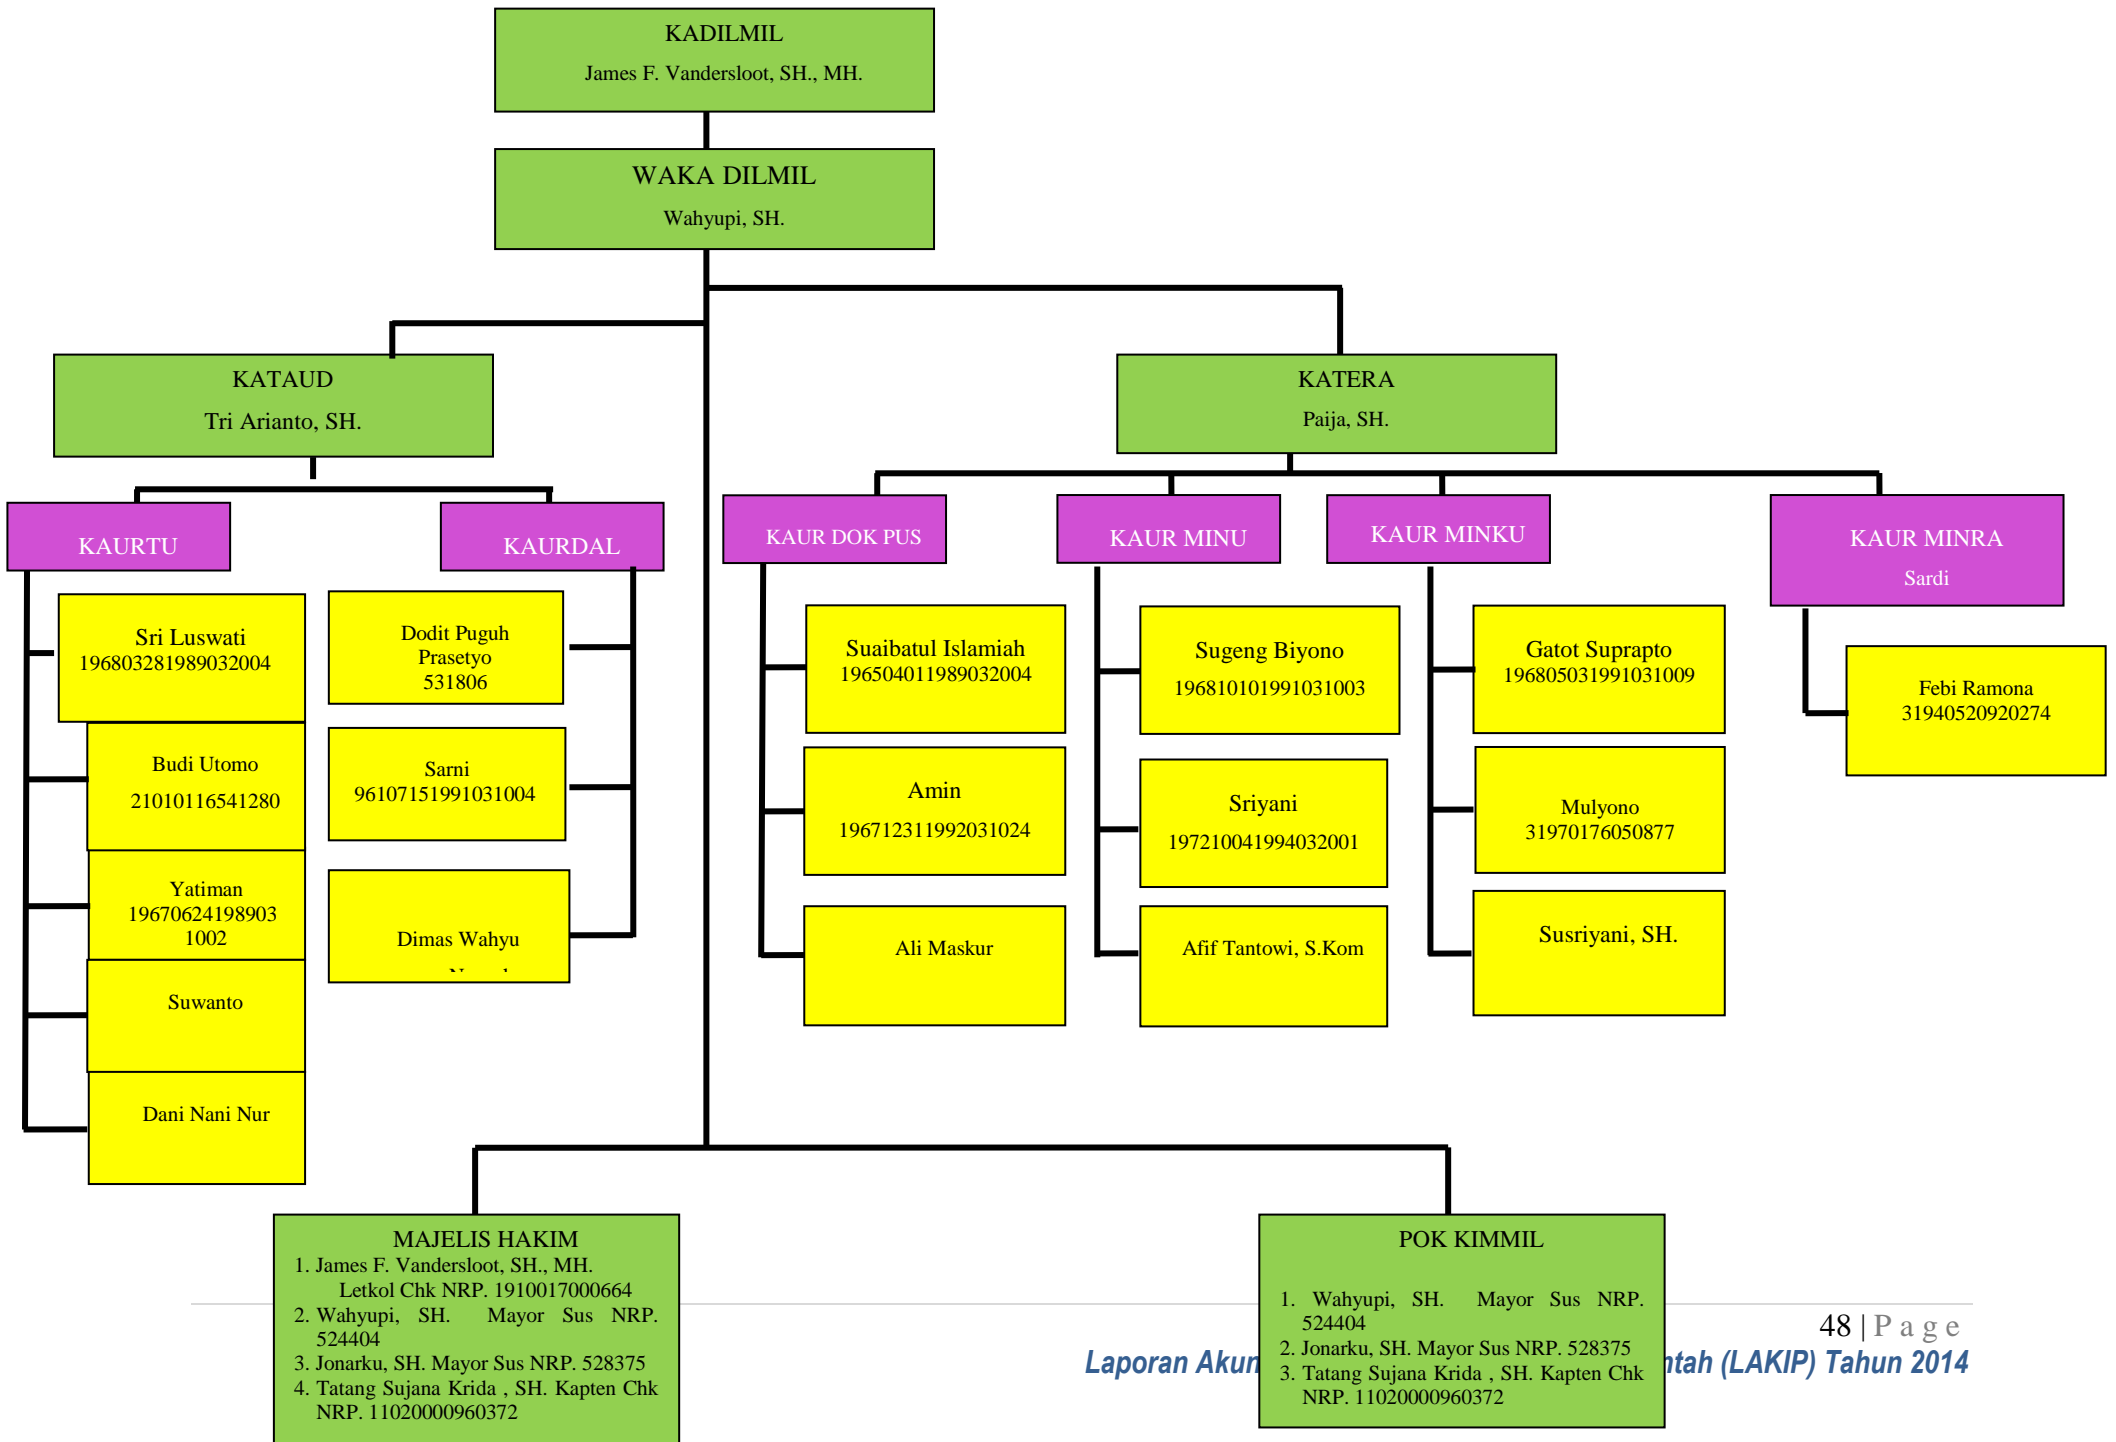 KADILMIL
James F. Vandersloot, SH., MH.
WAKA DILMIL
Wahyupi, SH.
KATAUD
Tri Arianto, SH.
KATERA
Paija, SH.
KAURTU
KAURDAL
KAUR DOK PUS
KAUR MINU
KAUR MINKU
KAUR MINRA
Sardi
Sri Luswati
196803281989032004
Budi Utomo
21010116541280
Yatiman
19670624198903
1002
Suwanto
Dani Nani Nur
Dodit Puguh
Prasetyo
531806
Sarni
96107151991031004
Dimas Wahyu
Suaibatul Islamiah
196504011989032004
Amin
196712311992031024
Ali Maskur
Sugeng Biyono
196810101991031003
Sriyani
197210041994032001
Afif Tantowi, S.Kom
Gatot Suprapto
196805031991031009
Mulyono
31970176050877
Susriyani, SH.
Febi Ramona
31940520920274
MAJELIS HAKIM
1. James F. Vandersloot, SH., MH.
Letkol Chk NRP. 1910017000664
2. Wahyupi, SH. Mayor Sus NRP.
524404
3. Jonarku, SH. Mayor Sus NRP. 528375
4. Tatang Sujana Krida , SH. Kapten Chk
NRP. 11020000960372
POK KIMMIL
1. Wahyupi, SH. Mayor Sus NRP.
524404
2. Jonarku, SH. Mayor Sus NRP. 528375
3. Tatang Sujana Krida , SH. Kapten Chk
NRP. 11020000960372
48 | P a g e
Laporan Akun ntah (LAKIP) Tahun 2014